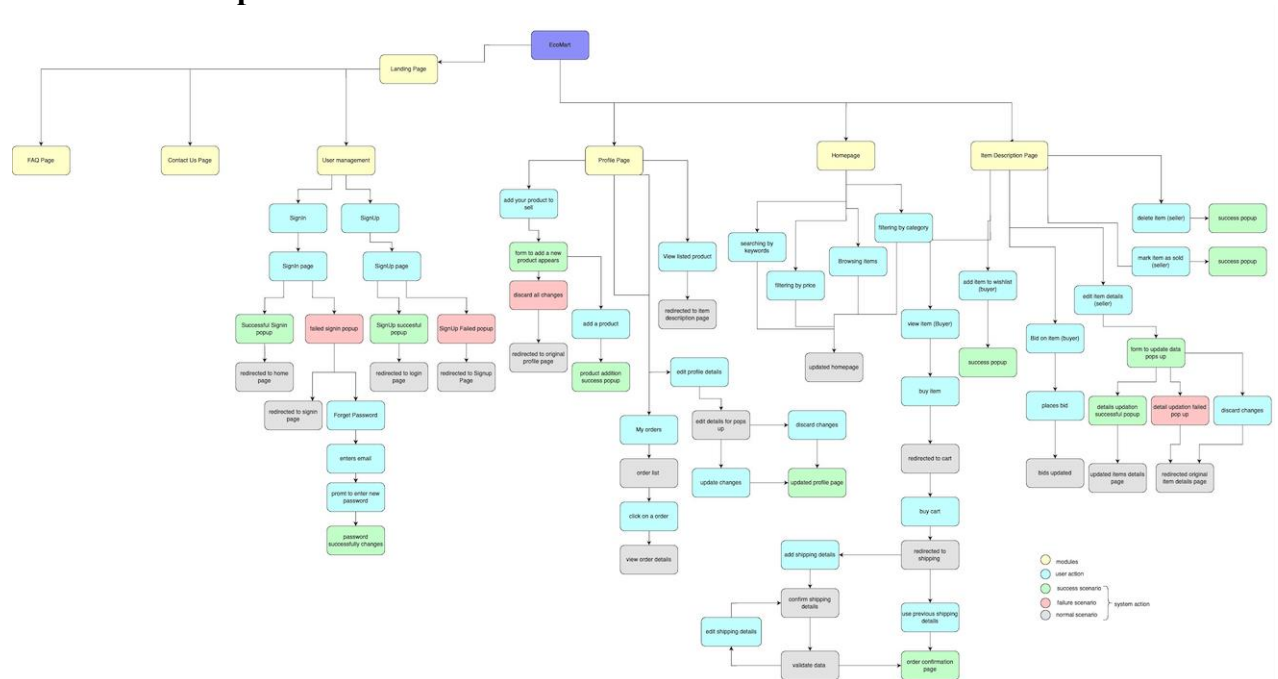 EcoMart
Landing Page
FAQ Page
Contact Us Page
User management
Profile Page
Homepage
Item Description Page
SignIn
SignUp
SignIn page
SignUp page
Successful Signin
popup
failed signin popup
SignUp succesful
popup
SignUp Failed popup
redirected to home
page
redirected to login
page
redirected to Signup
Page
redirected to signin
page
Forget Password
enters email
promt to enter new
password
password
successfully changes
add your product to
sell
form to add a new
product appears
discard all changes
redirected to original
profile page
add a product
product addition
success popup
View listed product
redirected to item
description page
edit profile details
edit details for pops
up
discard changes
update changes
updated profile page
My orders
order list
click on a order
view order details
searching by
keywords
filtering by price
Browsing items
filtering by category
updated homepage
view item (Buyer)
buy item
redirected to cart
buy cart
redirected to
shipping
add shipping details
confirm shipping
details
edit shipping details
validate data
use previous shipping
details
order confirmation
page
add item to wishlist
(buyer)
success popup
Bid on item (buyer)
places bid
bids updated
delete item (seller)
success popup
mark item as sold
(seller)
success popup
edit item details
(seller)
form to update data
pops up
details updation
successful popup
detail updation failed
pop up
discard changes
updated items details
page
redirected original
item details page
modules
user action
success scenario
failure scenario
normal scenario
system action